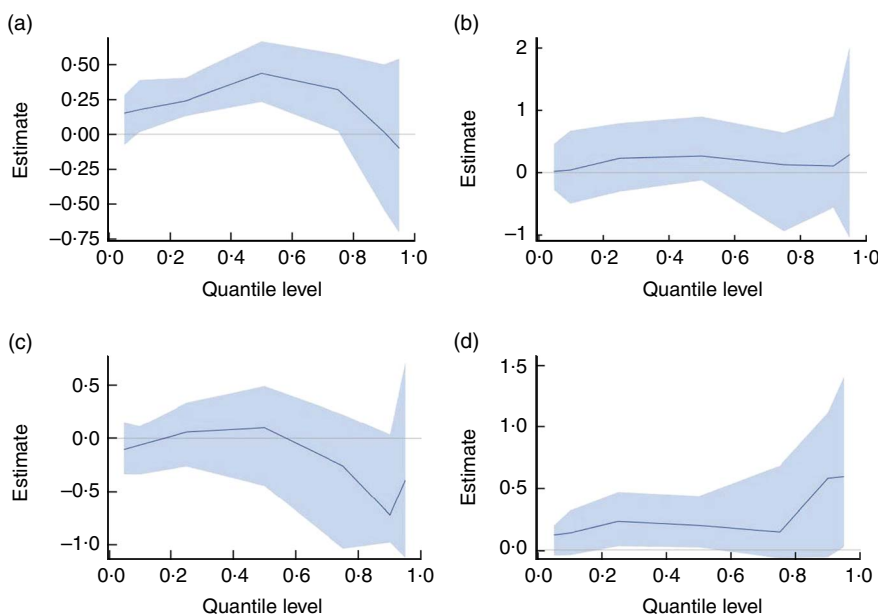 (a)
0·50
0·25
0·00
–0·25
–0·50
–0·75
Estimate
0·0 0·2 0·4 0·6 0·8 1·0
Quantile level
(b)
2
1
0
–1
Estimate
0·0 0·2 0·4 0·6 0·8 1·0
Quantile level
(c)
0·5
0·0
–0·5
–1·0
Estimate
0·0 0·2 0·4 0·6 0·8 1·0
Quantile level
(d)
1·5
1·0
0·5
0·0
Estimate
0·0 0·2 0·4 0·6 0·8 1·0
Quantile level